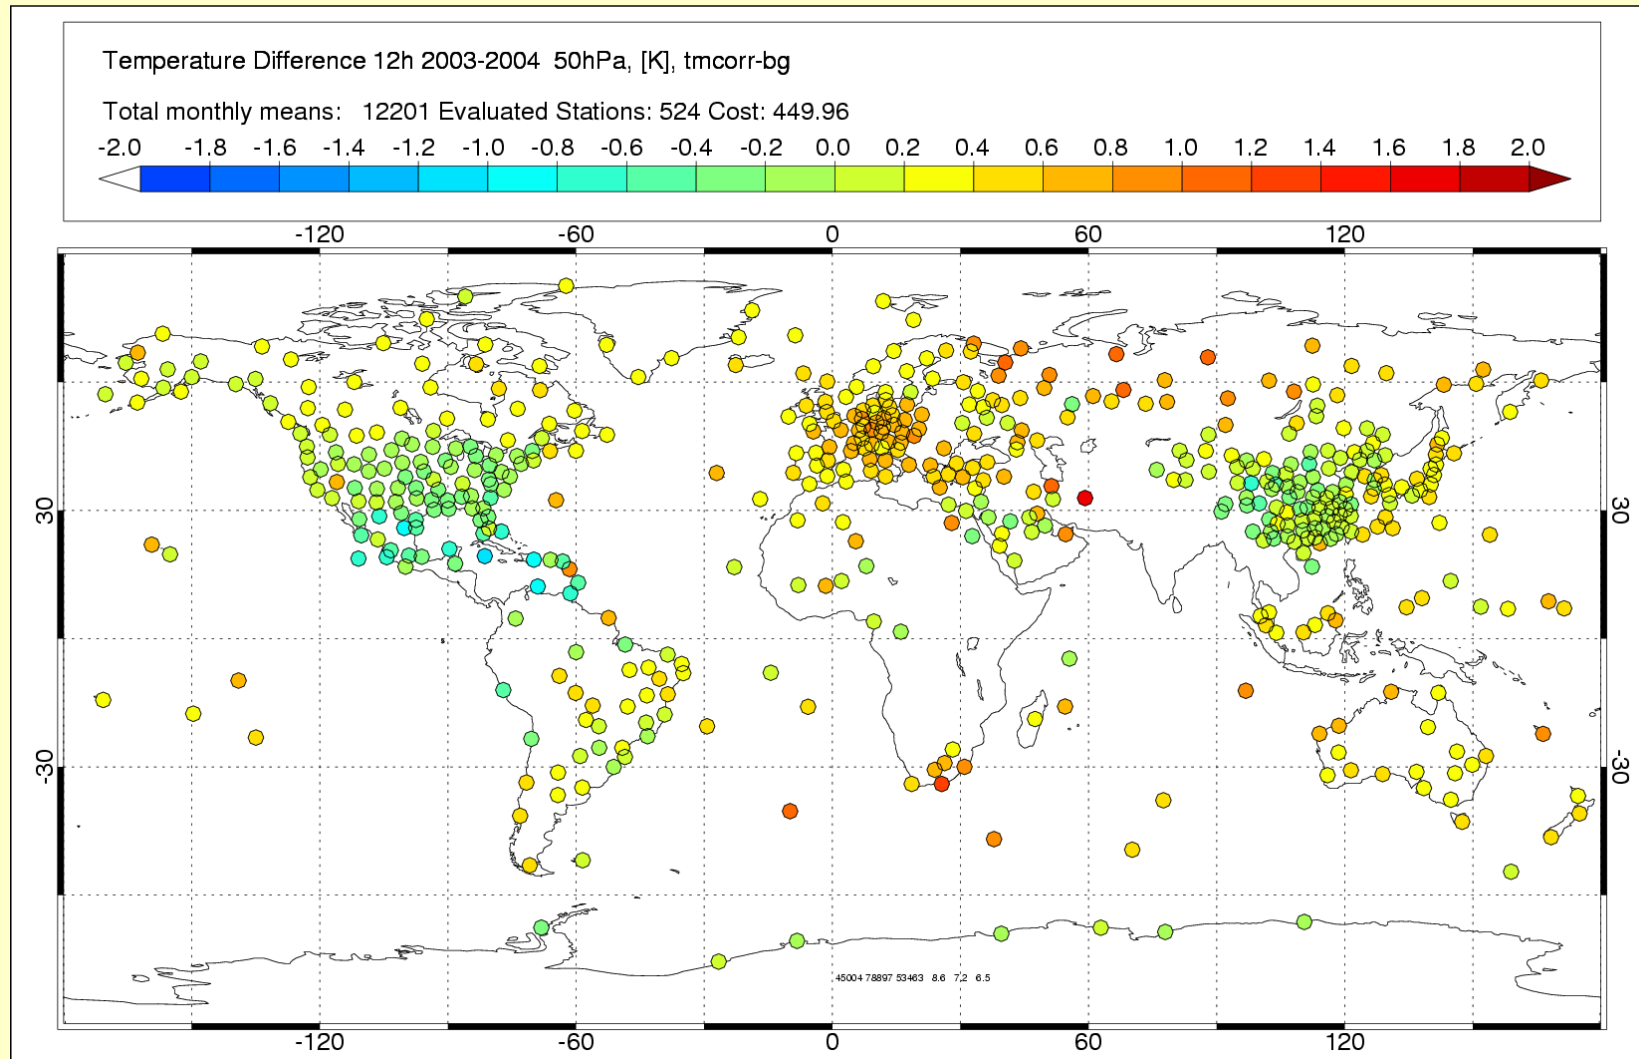 Temperature Difference 12h 2003-2004 50hPa, [K], tmcorr-bg
Total monthly means: 12201 Evaluated Stations: 524 Cost: 449.96
-2.0 -1.8 -1.6 -1.4 -1.2 -1.0 -0.8 -0.6 -0.4 -0.2 0.0 0.2 0.4 0.6 0.8 1.0 1.2 1.4 1.6 1.8 2.0
-120 -60 0 60 120
30 30
-30 -30
45004 78897 53463 8.6 7.2 6.5
-120 -60 0 60 120